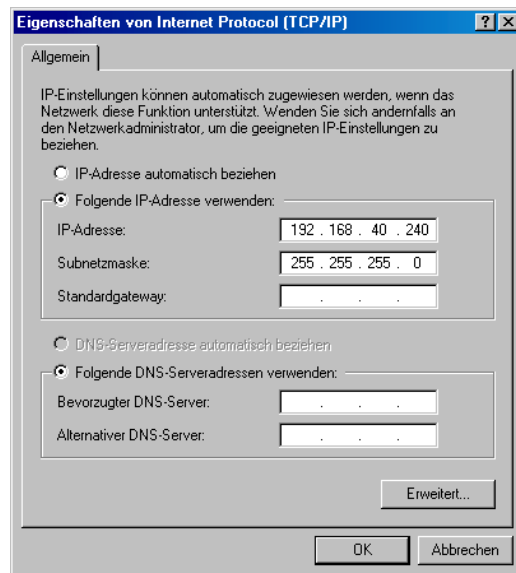 Eigenschaften von Internet Protocol (TCP/IP)
Allgemein
IP-Einstellungen können automatisch zugewiesen werden, wenn das
Netzwerk diese Funktion unterstützt. Wenden Sie sich andernfalls an
den Netzwerkadministrator, um die geeigneten IP-Einstellungen zu
beziehen.
IP-Adresse automatisch beziehen
Folgende IP-Adresse verwenden:
IP-Adresse: 192 . 168 . 40 . 240
Subnetzmaske: 255 . 255 . 255 . 0
Standardgateway: . . .
DNS-Serveradresse automatisch beziehen
Folgende DNS-Serveradressen verwenden:
Bevorzugter DNS-Server: . . .
Alternativer DNS-Server: . . .
Erweitert...
OK Abbrechen